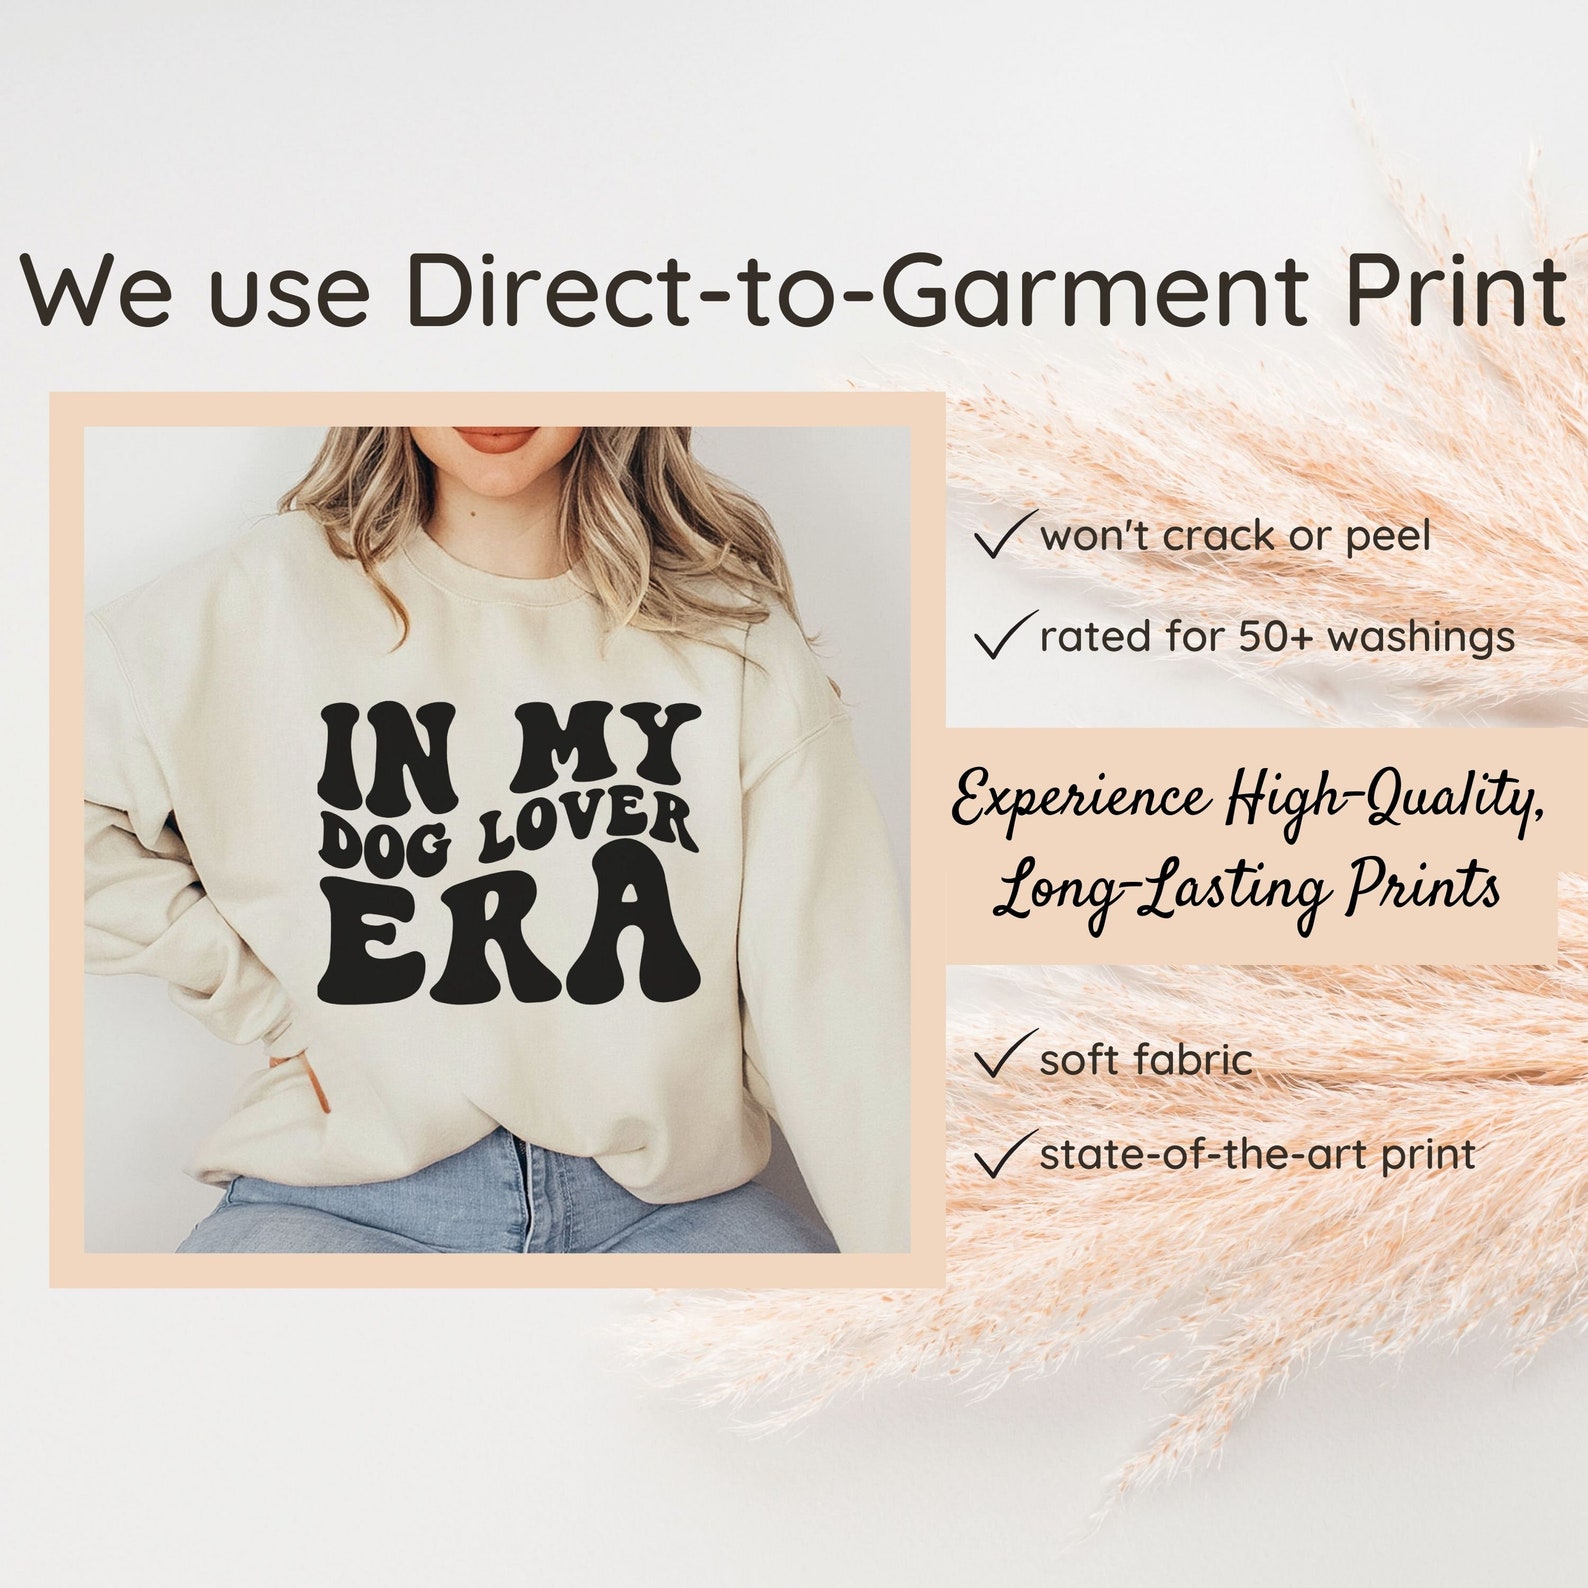 We use Direct-to-Garment Print
IN MY
DOG LOVER
ERA
won't crack or peel
rated for 50+ washings
Experience High-Quality,
Long-Lasting Prints
soft fabric
state-of-the-art print